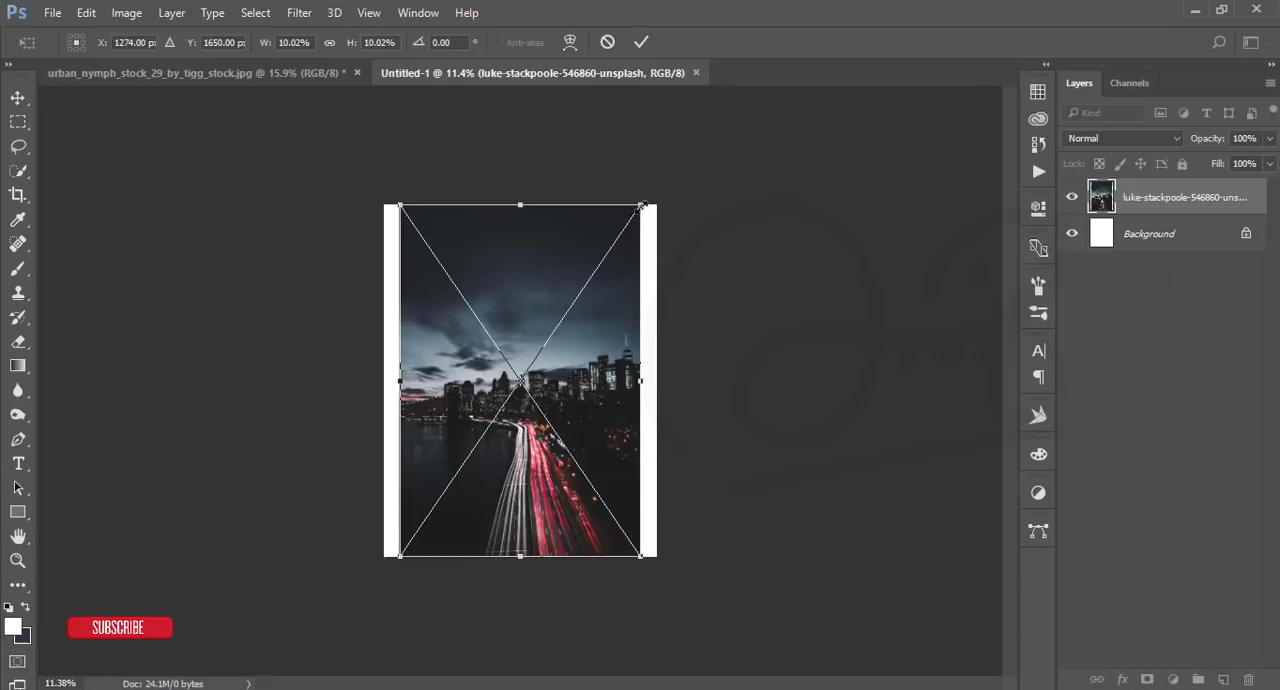 Ps File Edit Image Layer Type Select Filter 3D View Window Help
X: 1274.00 p: Y: 1650.00 p: W: 10.02% H: 10.02% 0.00 ° Anti-alias
urban_nymph_stock_29_by_tigg_stock.jpg @ 15.9% (RGB/8) * × Untitled-1 @ 11.4% (luke-stackpoole-546860-unsplash, RGB/8) ×
Layers Channels
Kind
Normal Opacity: 100%
Lock: Fill: 100%
luke-stackpoole-546860-uns...
Background
SUBSCRIBE
11.38% Doc: 24.1M/0 bytes